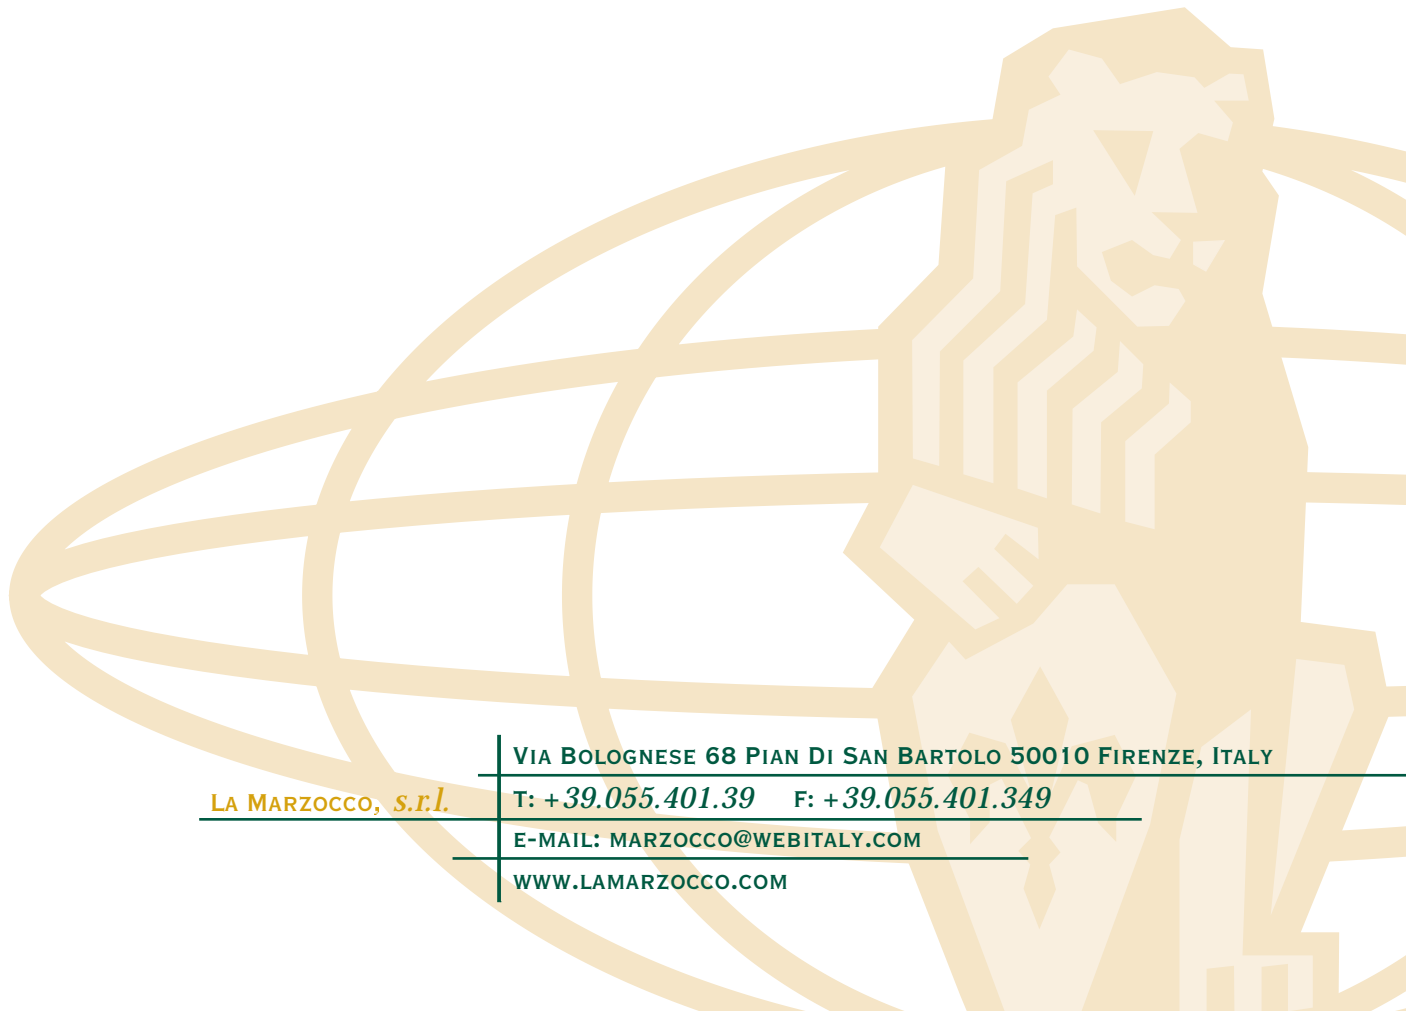 Via Bolognese 68 Pian Di San Bartolo 50010 Firenze, Italy
La Marzocco, s.r.l.
T: +39.055.401.39 F: +39.055.401.349
e-mail: marzocco@webitaly.com
www.lamarzocco.com